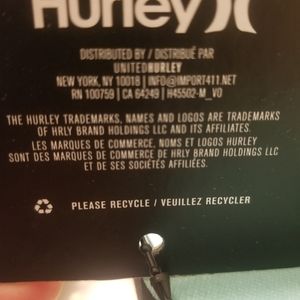 Hurley
DISTRIBUTED BY / DISTRIBUÉ PAR
UNITEDHURLEY
NEW YORK, NY 10018 | INFO@IMPORT411.NET
RN 100759 | CA 64249 | H45502-M_VO
THE HURLEY TRADEMARKS, NAMES AND LOGOS ARE TRADEMARKS
OF HRLY BRAND HOLDINGS LLC AND ITS AFFILIATES.
LES MARQUES DE COMMERCE, NOMS ET LOGOS HURLEY
SONT DES MARQUES DE COMMERCE DE HRLY BRAND HOLDINGS LLC
ET DE SES SOCIÉTÉS AFFILIÉES.
PLEASE RECYCLE / VEUILLEZ RECYCLER